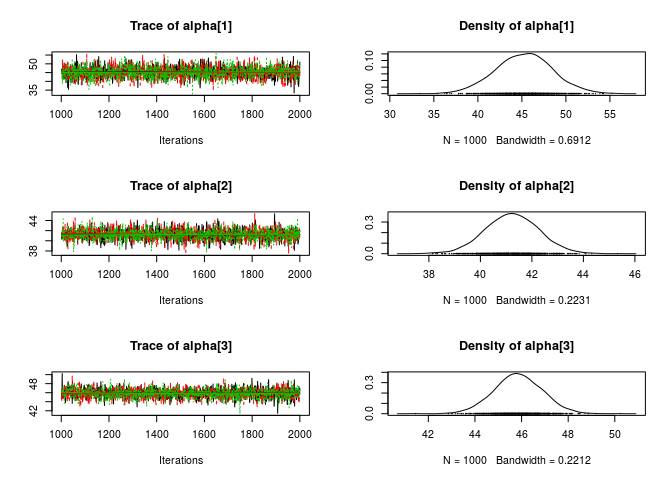 Trace of alpha[1]
35 50
1000 1200 1400 1600 1800 2000
Iterations
Density of alpha[1]
0.00 0.10
30 35 40 45 50 55
N = 1000 Bandwidth = 0.6912
Trace of alpha[2]
38 44
1000 1200 1400 1600 1800 2000
Iterations
Density of alpha[2]
0.0 0.3
38 40 42 44 46
N = 1000 Bandwidth = 0.2231
Trace of alpha[3]
42 48
1000 1200 1400 1600 1800 2000
Iterations
Density of alpha[3]
0.0 0.3
42 44 46 48 50
N = 1000 Bandwidth = 0.2212